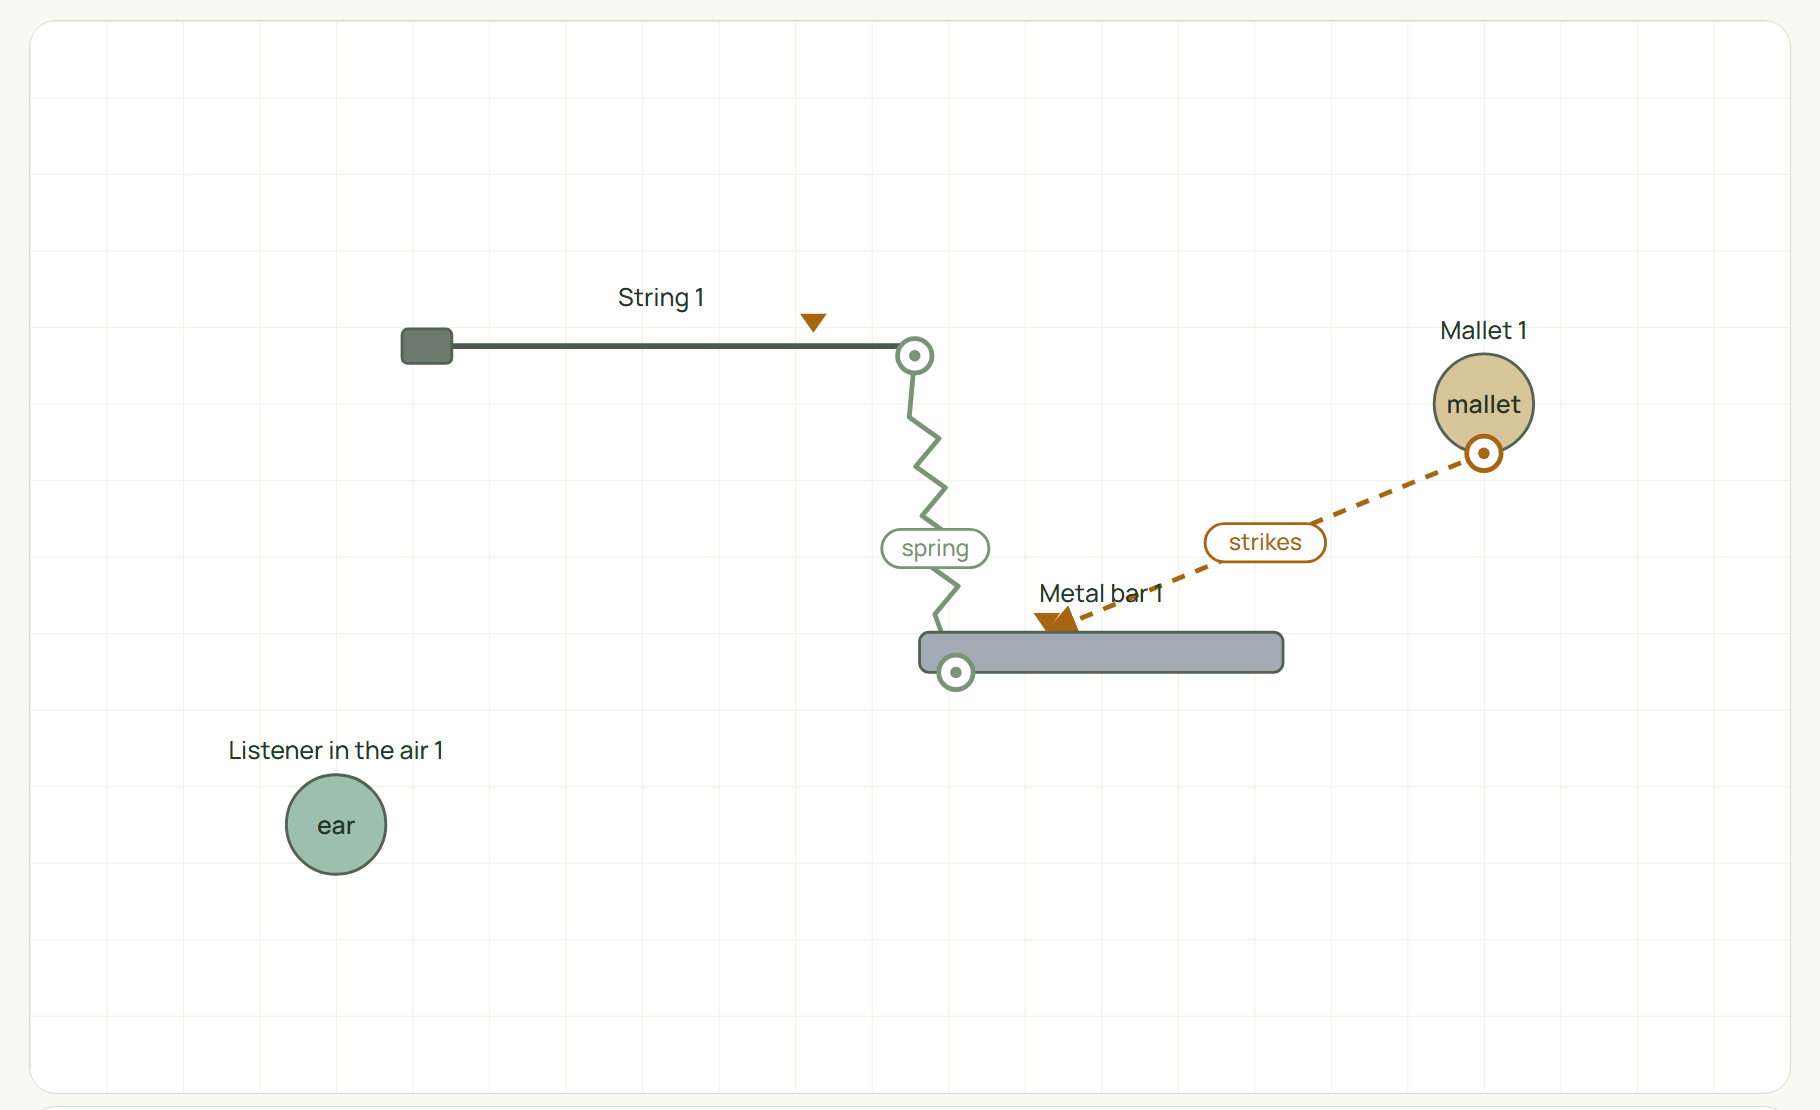 String 1
Mallet 1
mallet
spring
strikes
Metal bar 1
Listener in the air 1
ear